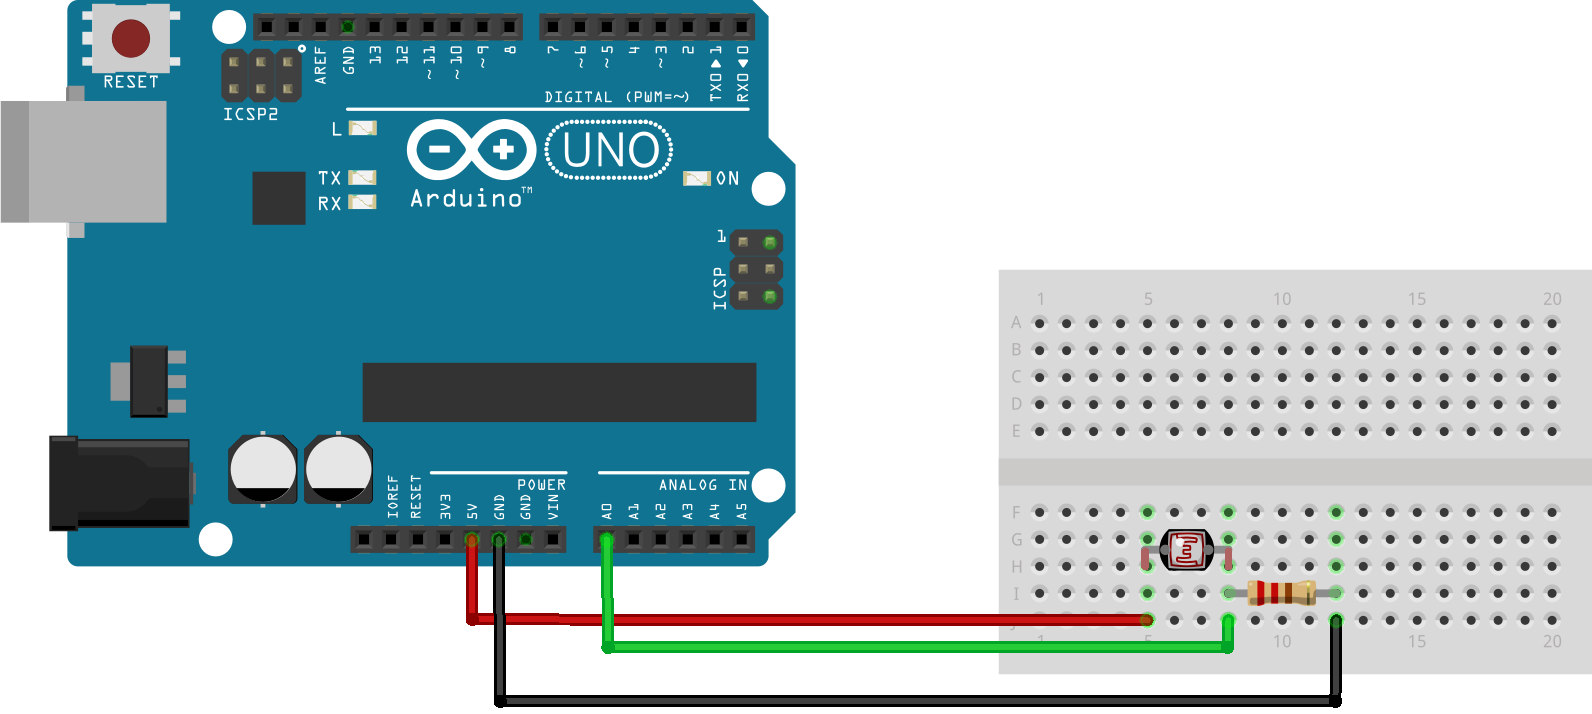 RESET
ICSP2
AREF
GND
13
12
~11
~10
~9
8
7
~6
~5
4
~3
2
TX0▶1
RX0◀0
DIGITAL (PWM=~)
L
TX
RX
UNO
Arduino™
ON
1
ICSP
IOREF
RESET
3V3
5V
GND
GND
VIN
POWER
A0
A1
A2
A3
A4
A5
ANALOG IN
1 5 10 15 20
A
B
C
D
E
F
G
H
I
1 5 10 15 20